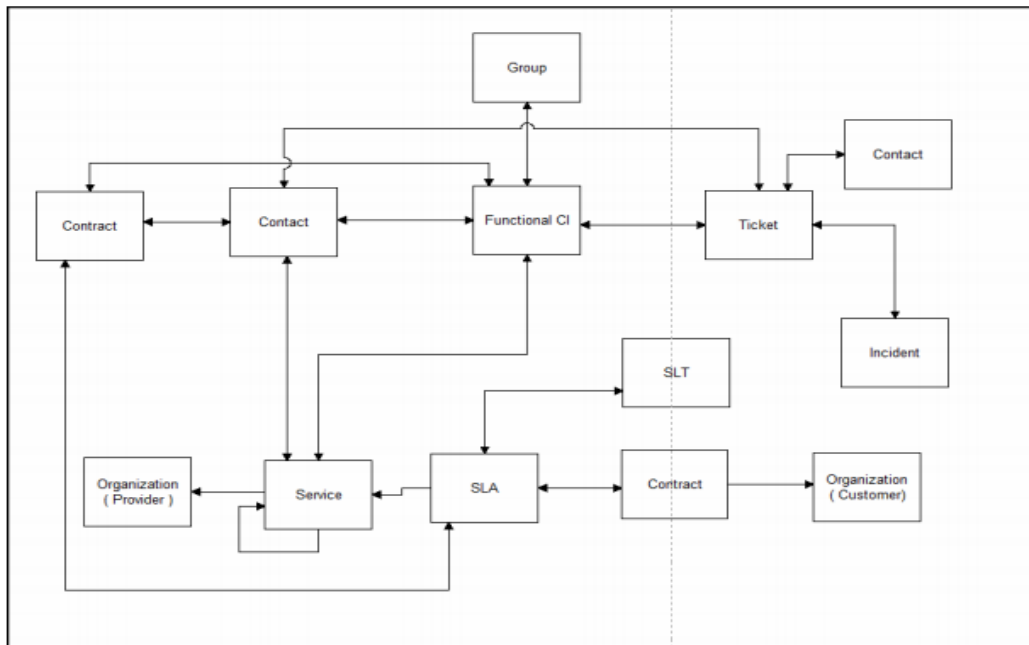 Group
Contact
Contract
Contact
Functional CI
Ticket
Incident
SLT
Organization
( Provider )
Service
SLA
Contract
Organization
( Customer)